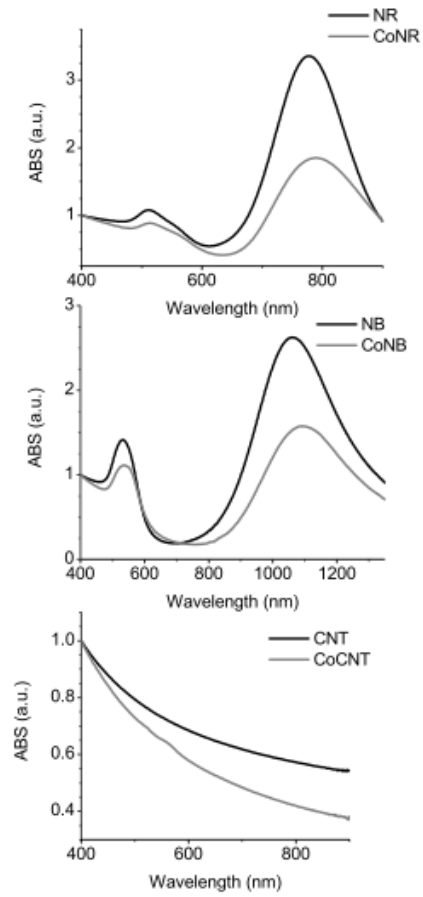 NR
CoNR
ABS (a.u.)
3
2
1
400
600
800
Wavelength (nm)
NB
CoNB
ABS (a.u.)
3
2
1
0
400
600
800
1000
1200
Wavelength (nm)
CNT
CoCNT
ABS (a.u.)
1.0
0.8
0.6
0.4
400
600
800
Wavelength (nm)